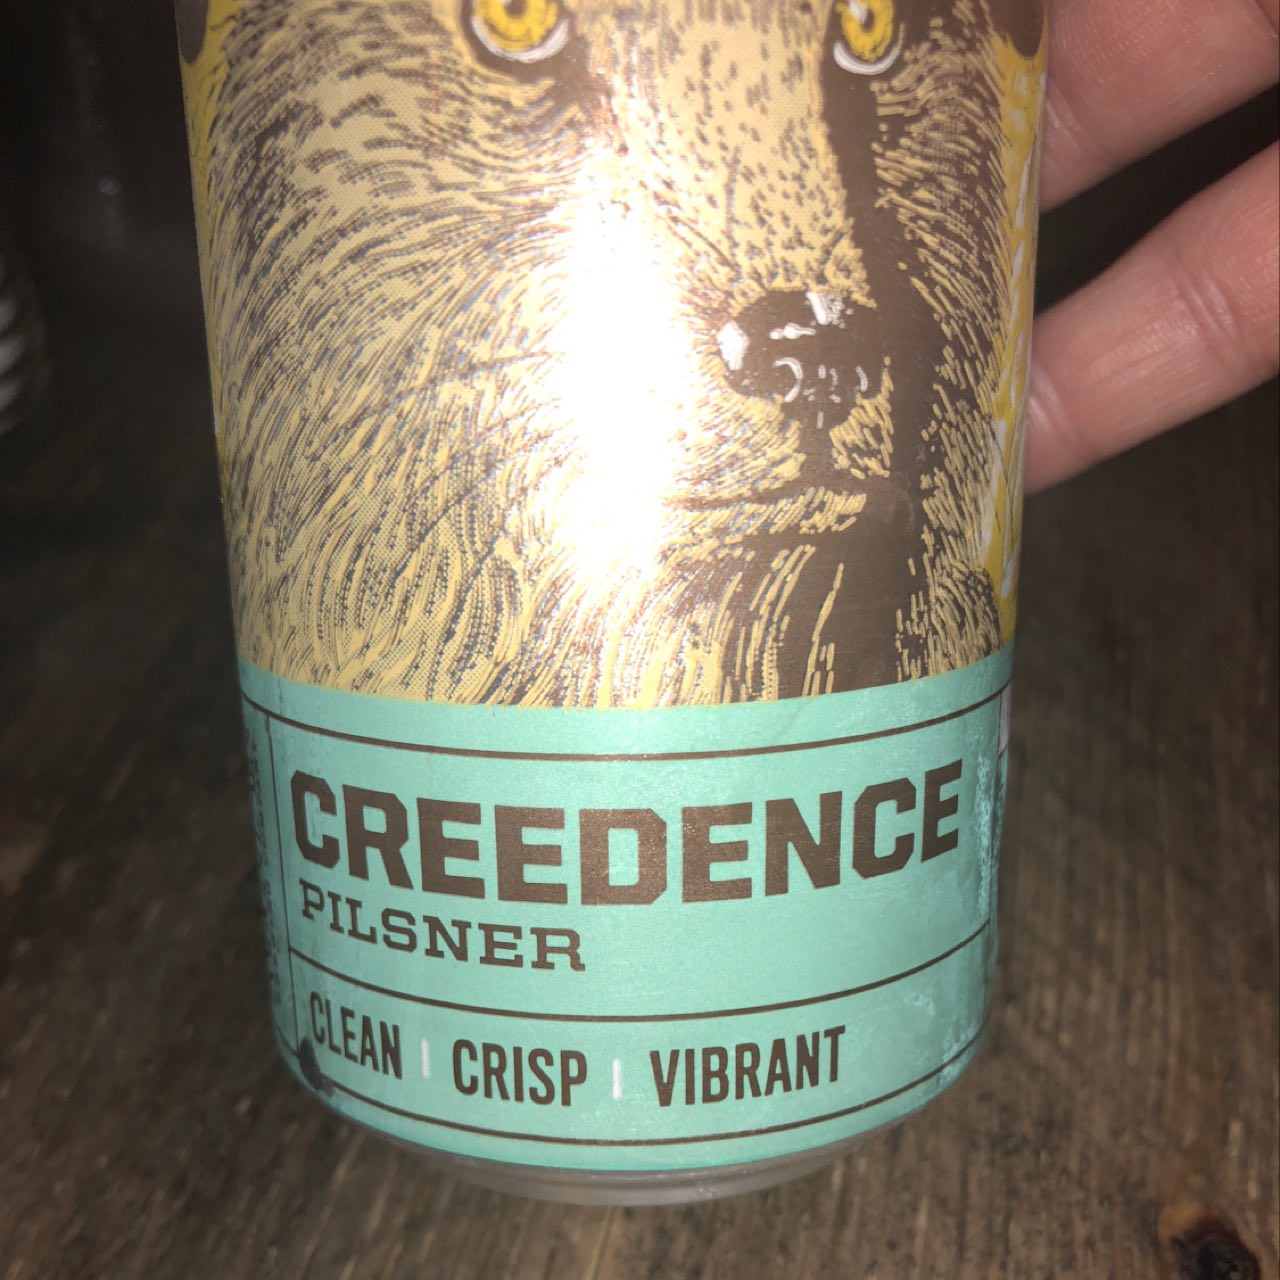 CREEDENCE
PILSNER
CLEAN | CRISP | VIBRANT